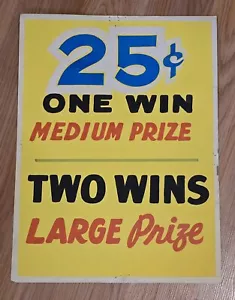 25¢
ONE WIN
MEDIUM PRIZE
TWO WINS
LARGE Prize